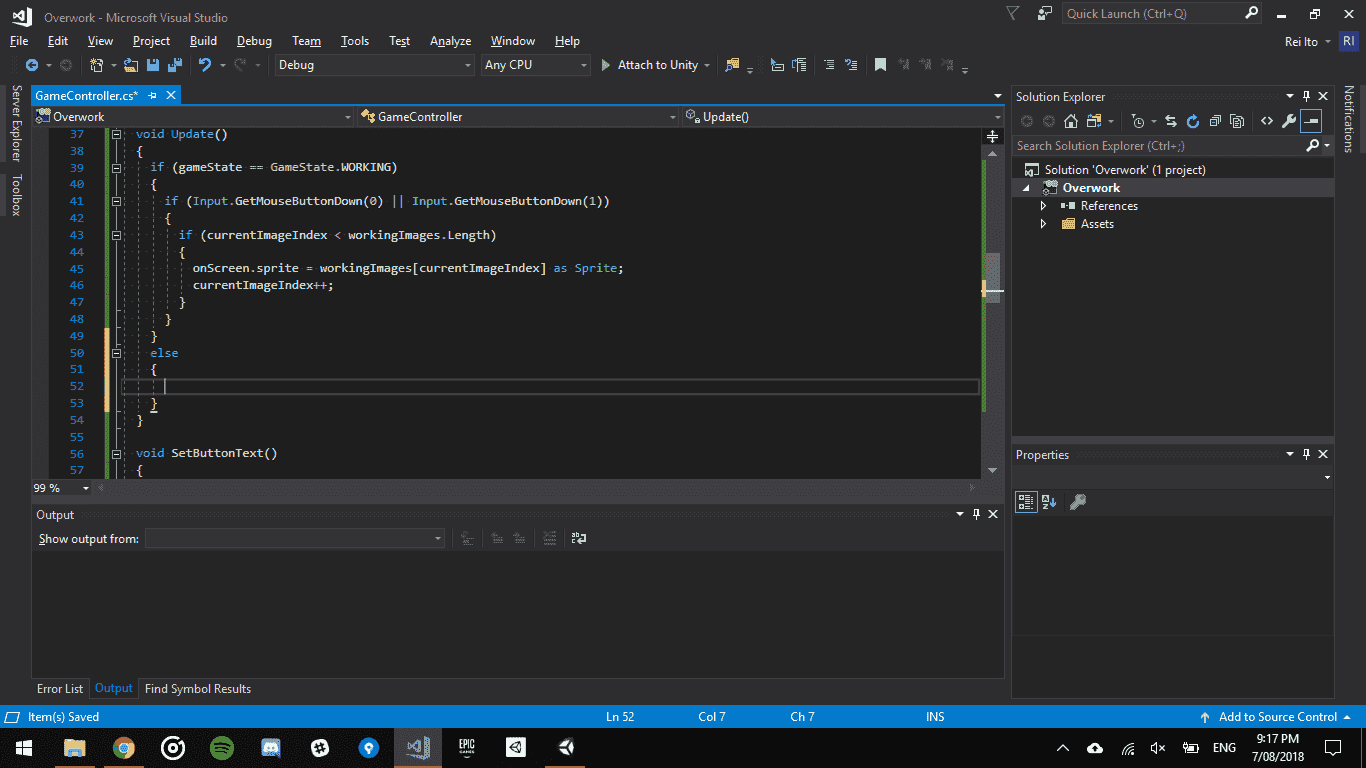 Overwork - Microsoft Visual Studio
Quick Launch (Ctrl+Q)
File Edit View Project Build Debug Team Tools Test Analyze Window Help
Rei Ito RI
Debug Any CPU Attach to Unity
Server Explorer
Toolbox
GameController.cs*
Overwork GameController Update()
37 void Update()
38 {
39 if (gameState == GameState.WORKING)
40 {
41 if (Input.GetMouseButtonDown(0) || Input.GetMouseButtonDown(1))
42 {
43 if (currentImageIndex < workingImages.Length)
44 {
45 onScreen.sprite = workingImages[currentImageIndex] as Sprite;
46 currentImageIndex++;
47 }
48 }
49 }
50 else
51 {
52
53 }
54 }
55
56 void SetButtonText()
57 {
99 %
Output
Show output from:
Error List Output Find Symbol Results
Solution Explorer
Search Solution Explorer (Ctrl+;)
Solution 'Overwork' (1 project)
Overwork
References
Assets
Properties
Notifications
Item(s) Saved Ln 52 Col 7 Ch 7 INS Add to Source Control
EPIC
GAMES
ENG
9:17 PM
7/08/2018